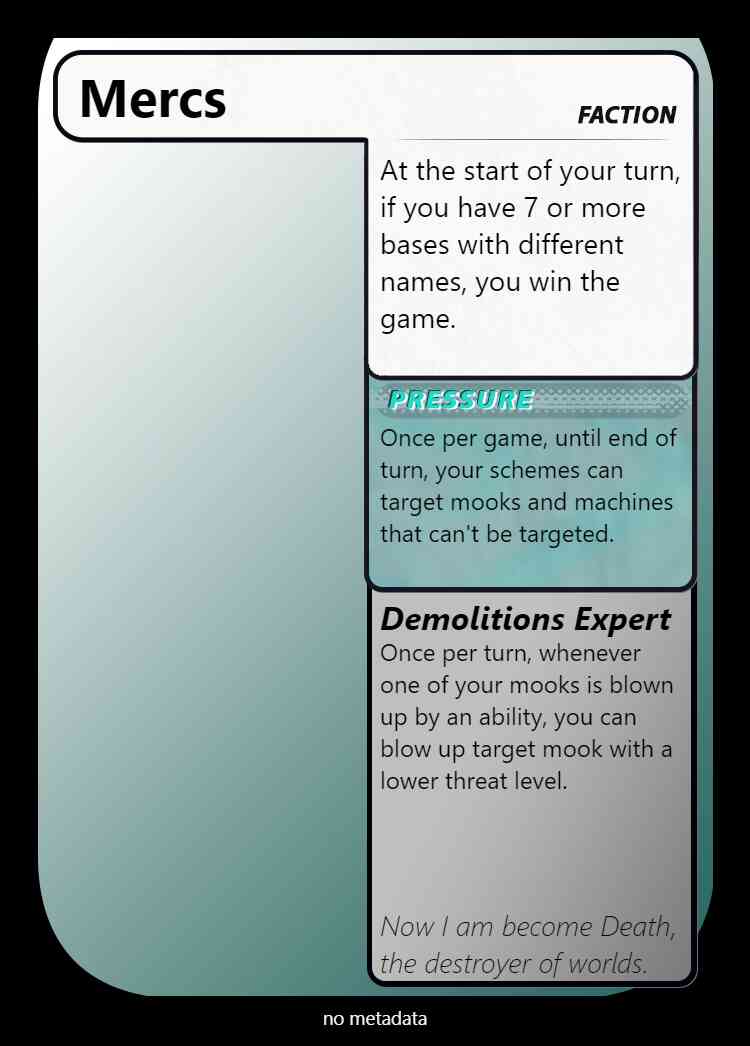 Mercs
FACTION
At the start of your turn,
if you have 7 or more
bases with different
names, you win the
game.
PRESSURE
Once per game, until end of
turn, your schemes can
target mooks and machines
that can't be targeted.
Demolitions Expert
Once per turn, whenever
one of your mooks is blown
up by an ability, you can
blow up target mook with a
lower threat level.
Now I am become Death,
the destroyer of worlds.
no metadata